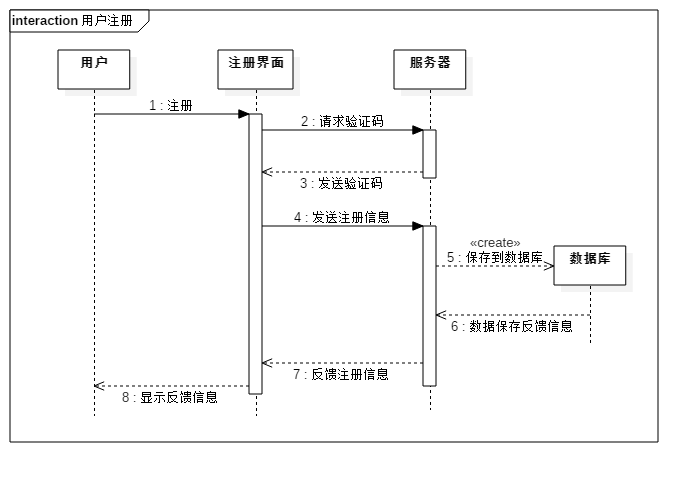 interaction 用户注册
用户
注册界面
服务器
1 : 注册
2 : 请求验证码
3 : 发送验证码
4 : 发送注册信息
«create»
5 : 保存到数据库
数据库
6 : 数据保存反馈信息
7 : 反馈注册信息
8 : 显示反馈信息